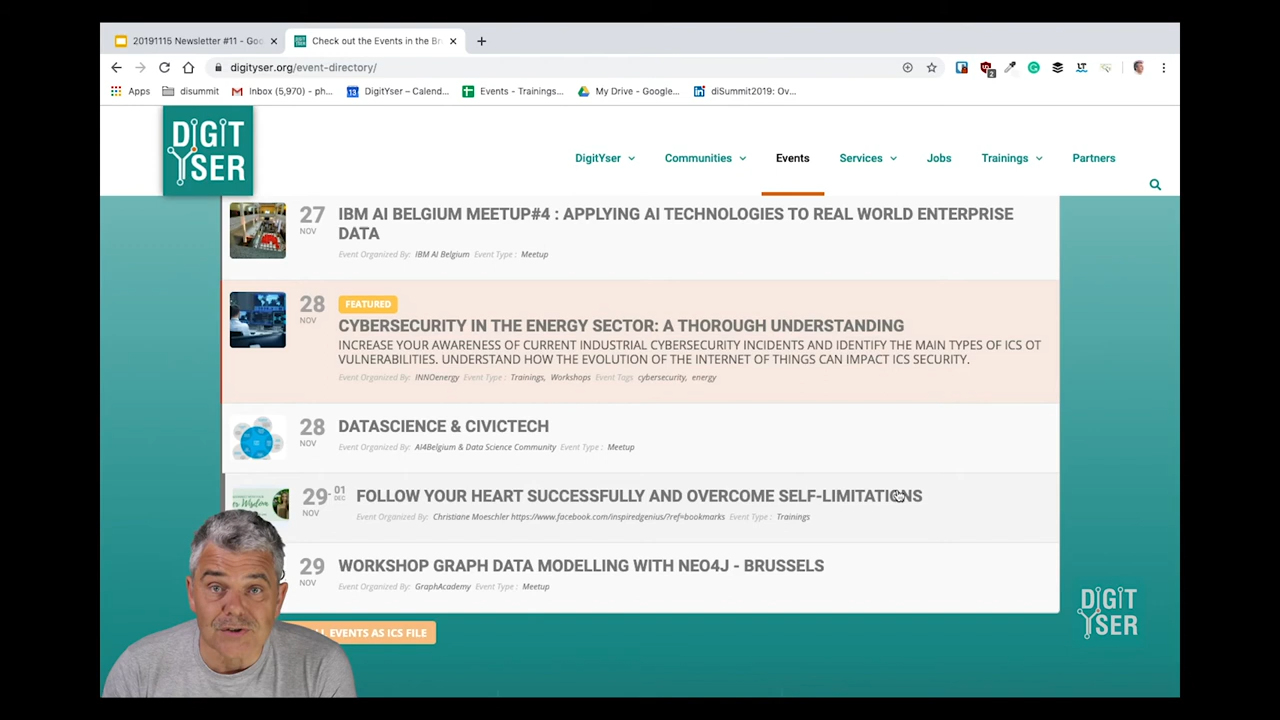 20191115 Newsletter #11 - Goo
Check out the Events in the Br
digityser.org/event-directory/
Apps
disummit
Inbox (5,970) - ph...
DigitYser – Calend...
Events - Trainings...
My Drive - Google...
diSummit2019: Ov...
DIGIT
YSER
DigitYser
Communities
Events
Services
Jobs
Trainings
Partners
27
NOV
IBM AI BELGIUM MEETUP#4 : APPLYING AI TECHNOLOGIES TO REAL WORLD ENTERPRISE
DATA
Event Organized By: IBM AI Belgium Event Type : Meetup
28
NOV
FEATURED
CYBERSECURITY IN THE ENERGY SECTOR: A THOROUGH UNDERSTANDING
INCREASE YOUR AWARENESS OF CURRENT INDUSTRIAL CYBERSECURITY INCIDENTS AND IDENTIFY THE MAIN TYPES OF ICS OT
VULNERABILITIES. UNDERSTAND HOW THE EVOLUTION OF THE INTERNET OF THINGS CAN IMPACT ICS SECURITY.
Event Organized By: INNOenergy Event Type : Trainings, Workshops Event Tags cybersecurity, energy
28
NOV
DATASCIENCE & CIVICTECH
Event Organized By: AI4Belgium & Data Science Community Event Type : Meetup
29 - 01
NOV DEC
FOLLOW YOUR HEART SUCCESSFULLY AND OVERCOME SELF-LIMITATIONS
Event Organized By: Christiane Moeschler https://www.facebook.com/inspiredgenius/?ref=bookmarks Event Type : Trainings
29
NOV
WORKSHOP GRAPH DATA MODELLING WITH NEO4J - BRUSSELS
Event Organized By: GraphAcademy Event Type : Meetup
EVENTS AS ICS FILE
DIGIT
YSER